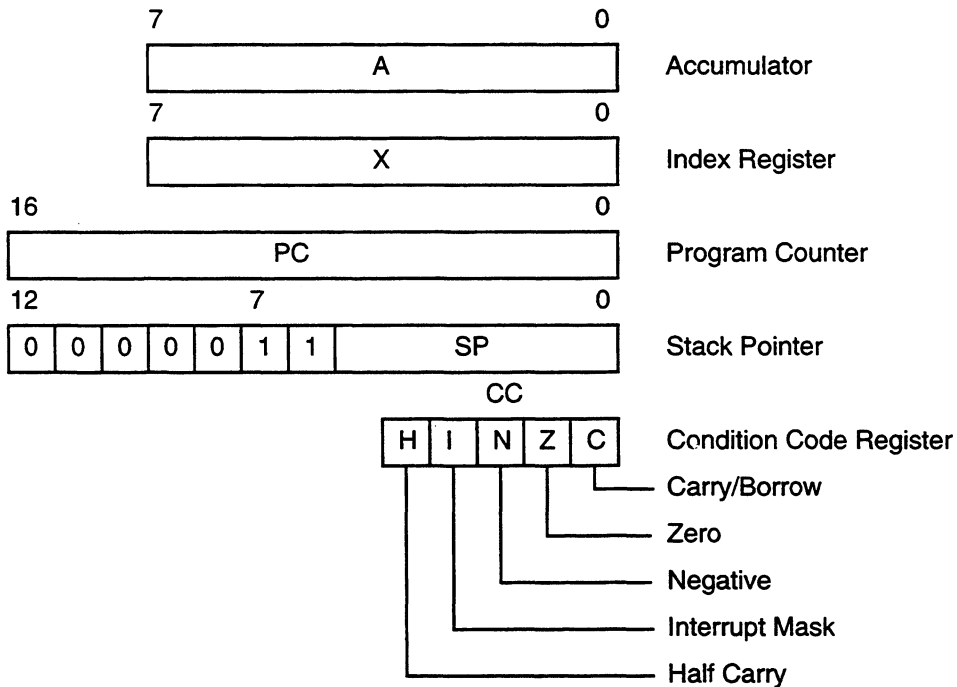 7 0
A Accumulator
7 0
X Index Register
16 0
PC Program Counter
12 7 0
0 0 0 0 0 1 1 SP Stack Pointer
CC
H I N Z C Condition Code Register
Carry/Borrow
Zero
Negative
Interrupt Mask
Half Carry